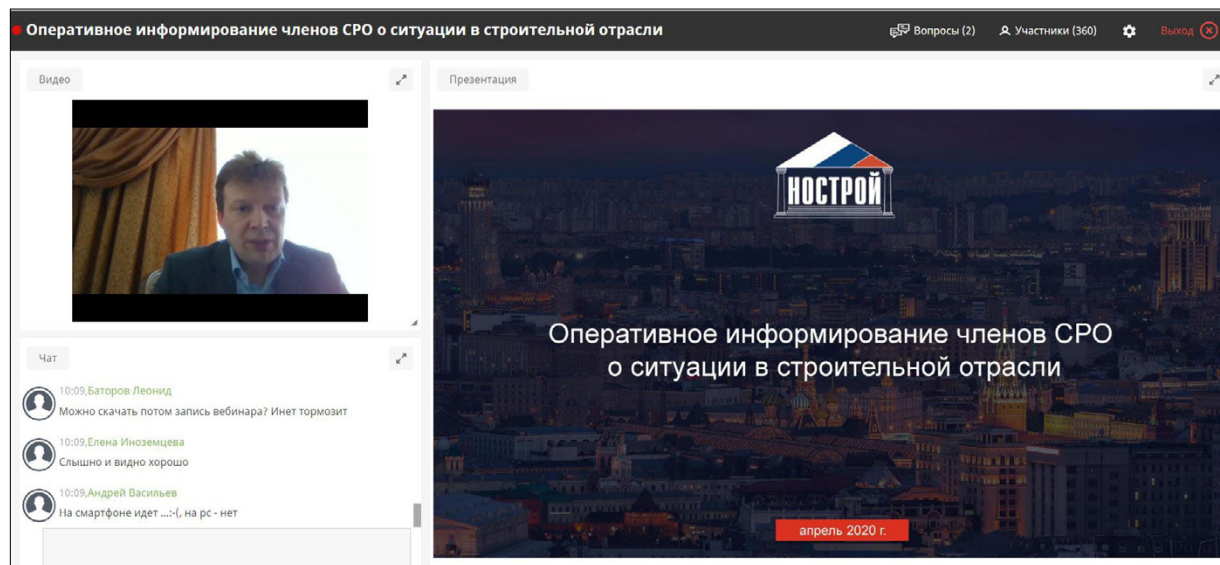 Оперативное информирование членов СРО о ситуации в строительной отрасли
Вопросы (2)
Участники (360)
Выход
Видео
Презентация
НОСТРОЙ
Оперативное информирование членов СРО
о ситуации в строительной отрасли
апрель 2020 г.
Чат
10:09,Баторов Леонид
Можно скачать потом запись вебинара? Инет тормозит
10:09,Елена Иноземцева
Слышно и видно хорошо
10:09,Андрей Васильев
На смартфоне идет ...:-(, на pc - нет